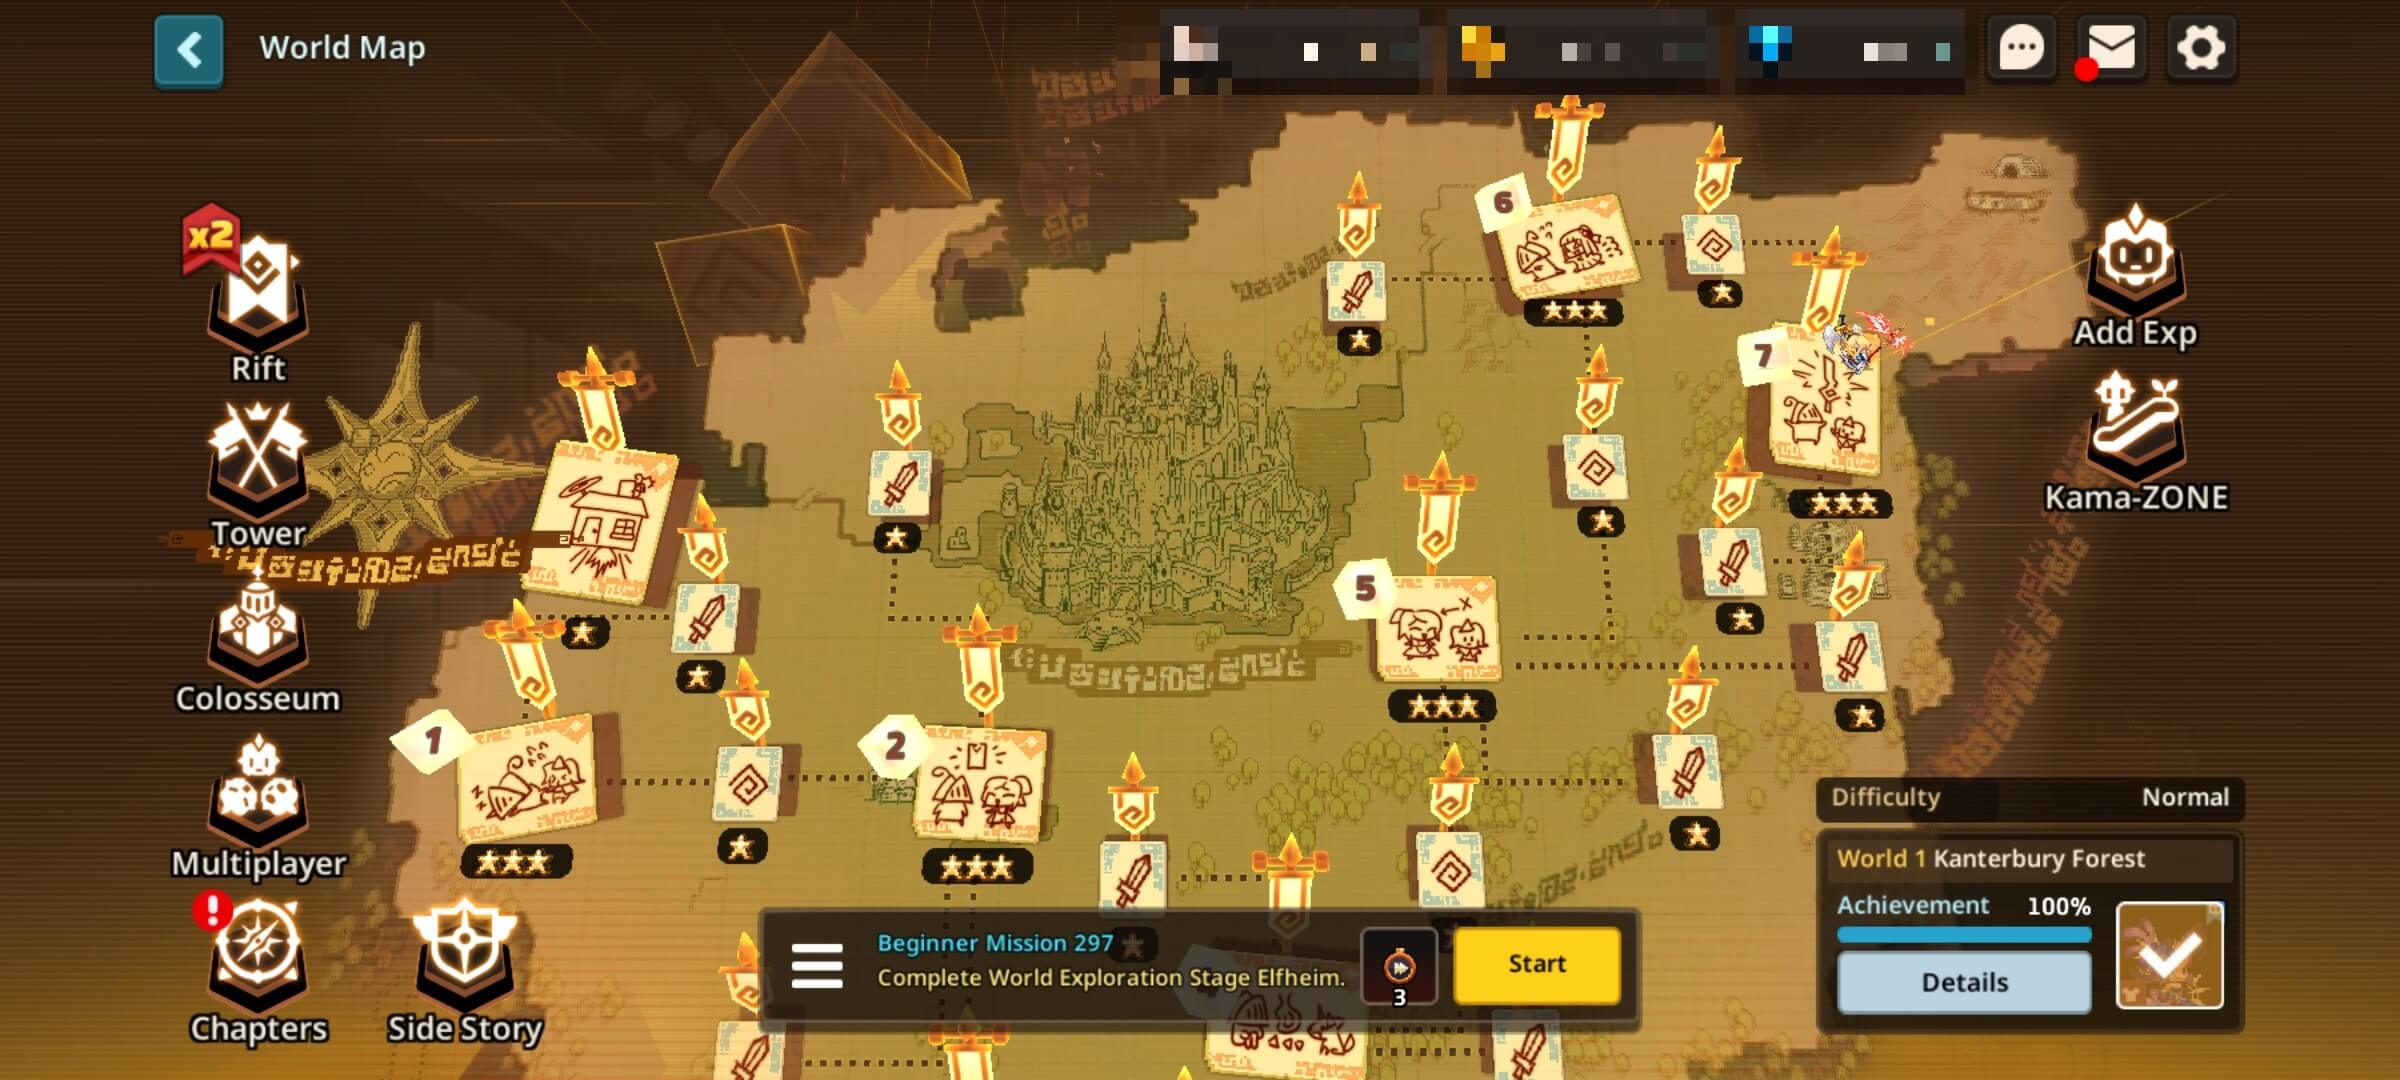 World Map
x2
Rift
Tower
Colosseum
Multiplayer
!
Chapters
Side Story
Add Exp
Kama-ZONE
1
2
5
6
7
Beginner Mission 297
Complete World Exploration Stage Elfheim.
3
Start
Difficulty
Normal
World 1 Kanterbury Forest
Achievement
100%
Details